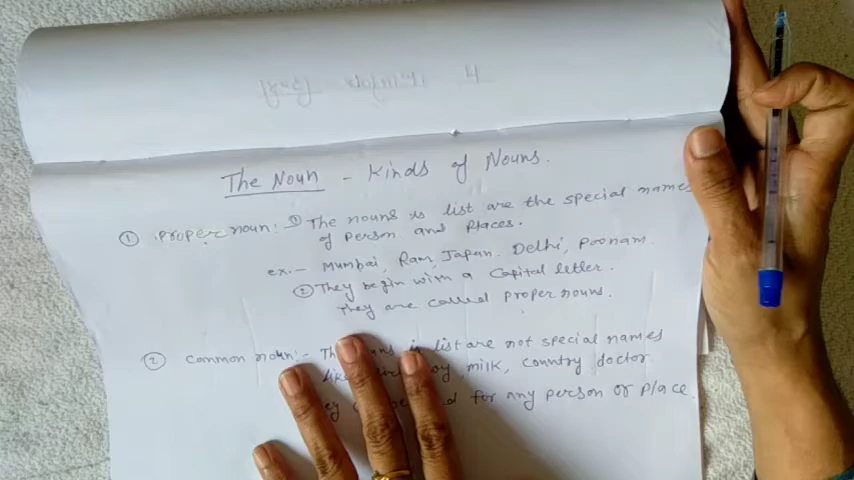 The Noun - Kinds of Nouns.
① Proper noun:- ① The nouns is list are the special names
of person and Places.
ex.- Mumbai, Ram, Japan. Delhi, Poonam.
② They begin with a Capital letter.
They are called Proper nouns.
② Common noun:- in list are not special names
milk, country doctor
for any person or place.